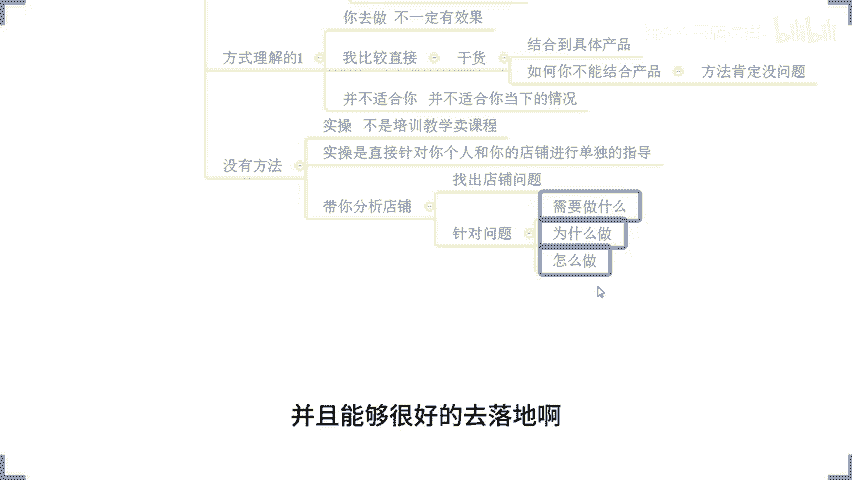 你去做 不一定有效果
方式理解的1
我比较直接
干货
结合到具体产品
如何你不能结合产品
方法肯定没问题
并不适合你 并不适合你当下的情况
没有方法
实操 不是培训教学卖课程
实操是直接针对你个人和你的店铺进行单独的指导
带你分析店铺
找出店铺问题
针对问题
需要做什么
为什么做
怎么做
并且能够很好的去落地啊
bilibili